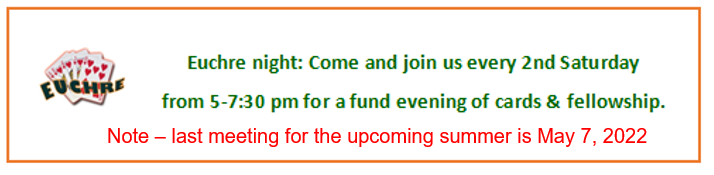 EUCHRE
Euchre night: Come and join us every 2nd Saturday
from 5-7:30 pm for a fund evening of cards & fellowship.
Note – last meeting for the upcoming summer is May 7, 2022